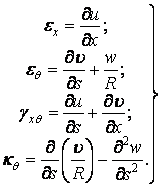 ε_x = ∂u/∂x;
ε_θ = ∂υ/∂s + w/R;
γ_xθ = ∂u/∂s + ∂υ/∂x;
κ_θ = ∂/∂s (υ/R) − ∂²w/∂s².